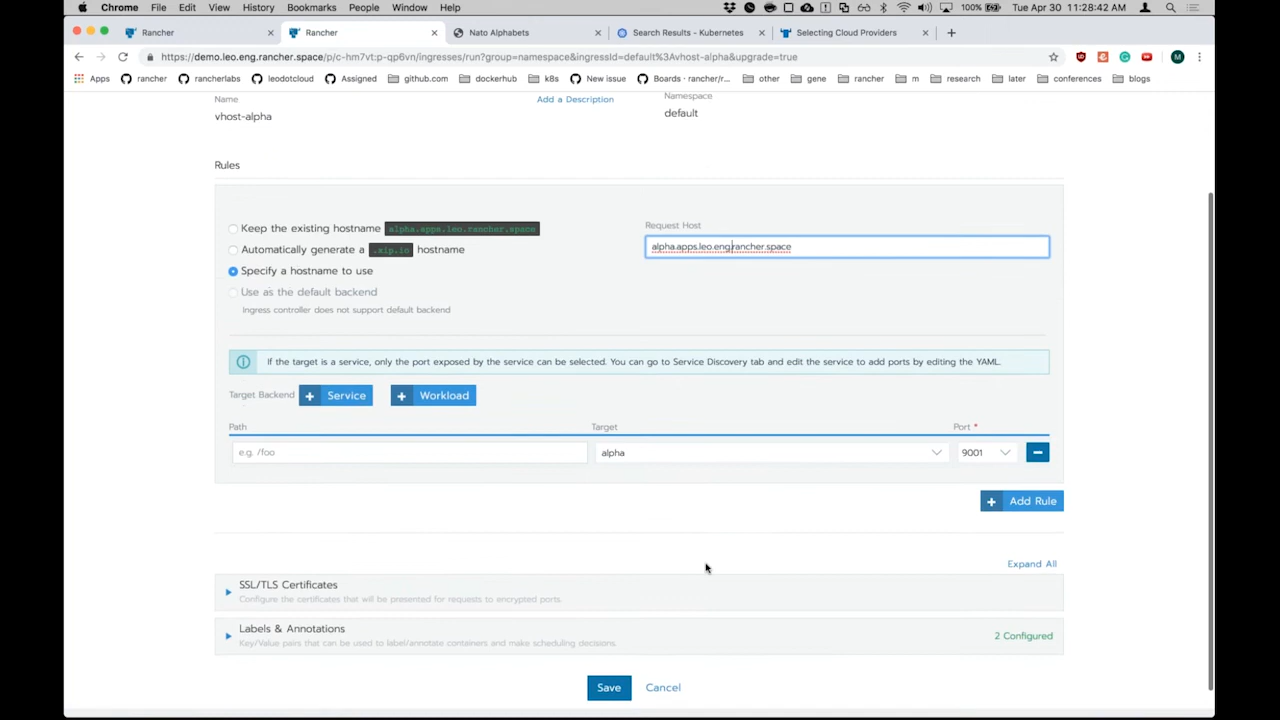 Chrome File Edit View History Bookmarks People Window Help 100% Tue Apr 30 11:28:42 AM
Rancher Rancher Nato Alphabets Search Results - Kubernetes Selecting Cloud Providers
https://demo.leo.eng.rancher.space/p/c-hm7vt:p-qp6vn/ingresses/run?group=namespace&ingressId=default%3Avhost-alpha&upgrade=true
Apps rancher rancherlabs leodotcloud Assigned github.com dockerhub k8s New issue Boards · rancher/r... other gene rancher m research later conferences blogs
Name Add a Description Namespace
vhost-alpha default
Rules
Keep the existing hostname alpha.apps.leo.rancher.space
Automatically generate a .xip.io hostname
Specify a hostname to use
Use as the default backend
Ingress controller does not support default backend
Request Host
alpha.apps.leo.eng.rancher.space
If the target is a service, only the port exposed by the service can be selected. You can go to Service Discovery tab and edit the service to add ports by editing the YAML.
Target Backend + Service + Workload
Path Target Port *
e.g. /foo alpha 9001
+ Add Rule
Expand All
SSL/TLS Certificates
Configure the certificates that will be presented for requests to encrypted ports.
Labels & Annotations
Key/Value pairs that can be used to label/annotate containers and make scheduling decisions.
2 Configured
Save Cancel